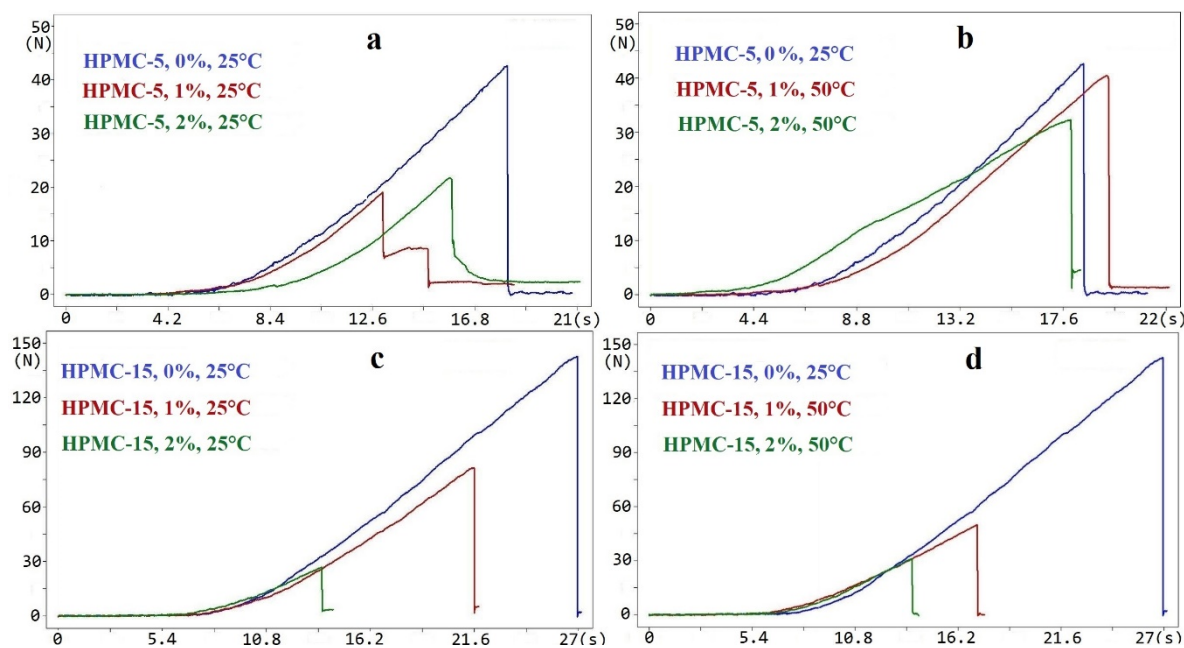 a
50
(N)
40
30
20
10
0
HPMC-5, 0%, 25°C
HPMC-5, 1%, 25°C
HPMC-5, 2%, 25°C
0 4.2 8.4 12.6 16.8 21(s)
b
50
(N)
40
30
20
10
0
HPMC-5, 0%, 25°C
HPMC-5, 1%, 50°C
HPMC-5, 2%, 50°C
0 4.4 8.8 13.2 17.6 22(s)
c
150
(N)
120
90
60
30
0
HPMC-15, 0%, 25°C
HPMC-15, 1%, 25°C
HPMC-15, 2%, 25°C
0 5.4 10.8 16.2 21.6 27(s)
d
150
(N)
120
90
60
30
0
HPMC-15, 0%, 25°C
HPMC-15, 1%, 50°C
HPMC-15, 2%, 50°C
0 5.4 10.8 16.2 21.6 27(s)